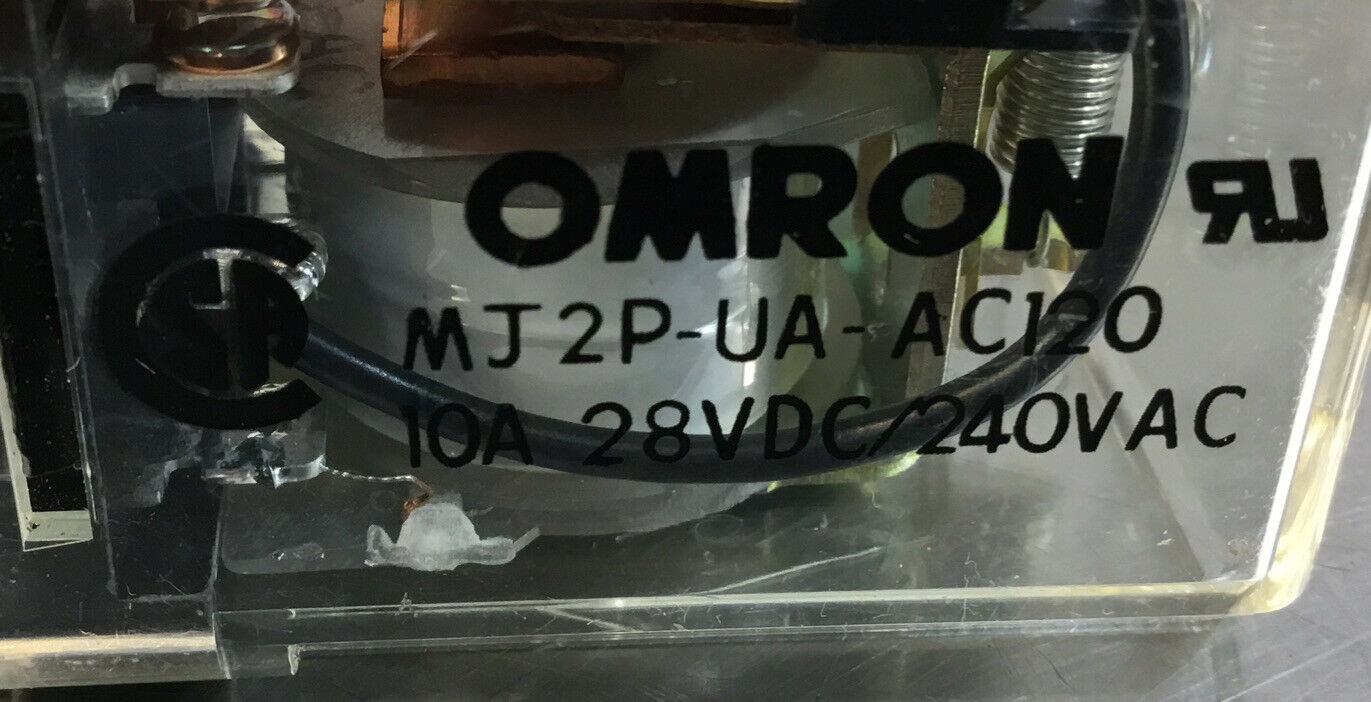 OMRON
MJ2P-UA-AC120
10A 28VDC/240VAC